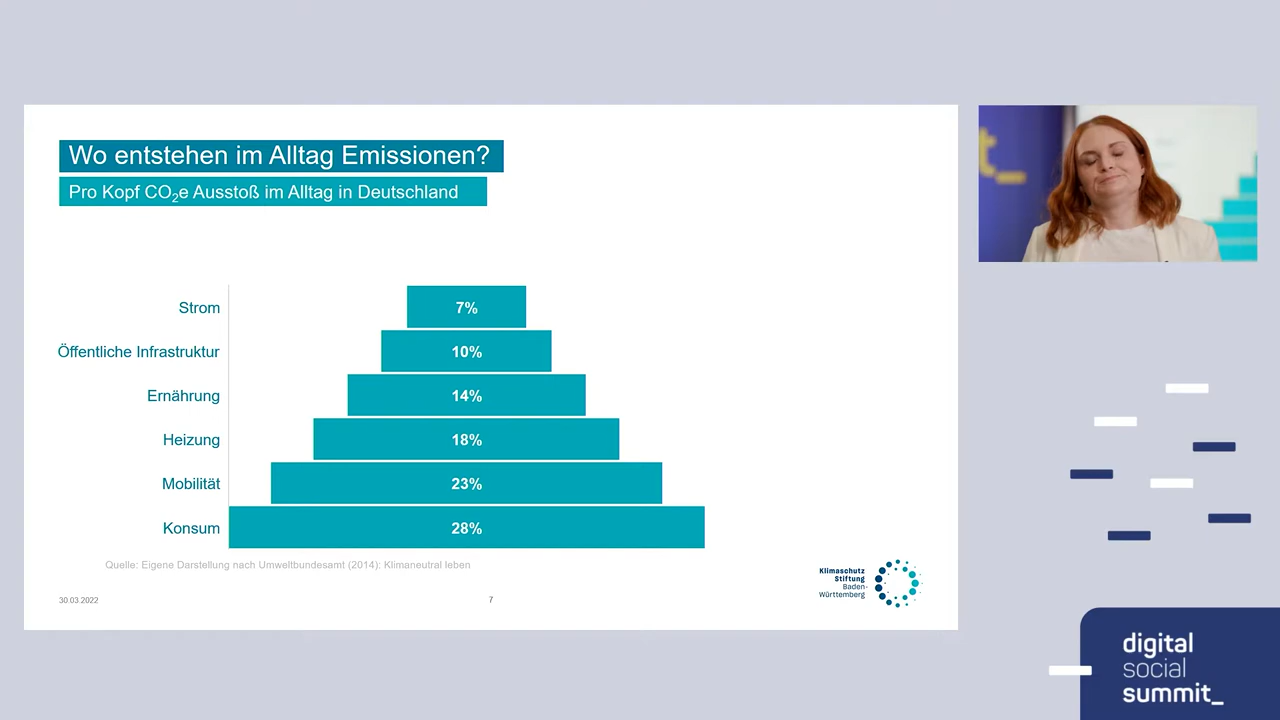 Wo entstehen im Alltag Emissionen?
Pro Kopf CO₂e Ausstoß im Alltag in Deutschland
Strom 7%
Öffentliche Infrastruktur 10%
Ernährung 14%
Heizung 18%
Mobilität 23%
Konsum 28%
Quelle: Eigene Darstellung nach Umweltbundesamt (2014): Klimaneutral leben
30.03.2022
7
Klimaschutz
Stiftung
Baden-
Württemberg
t_
digital
social
summit_